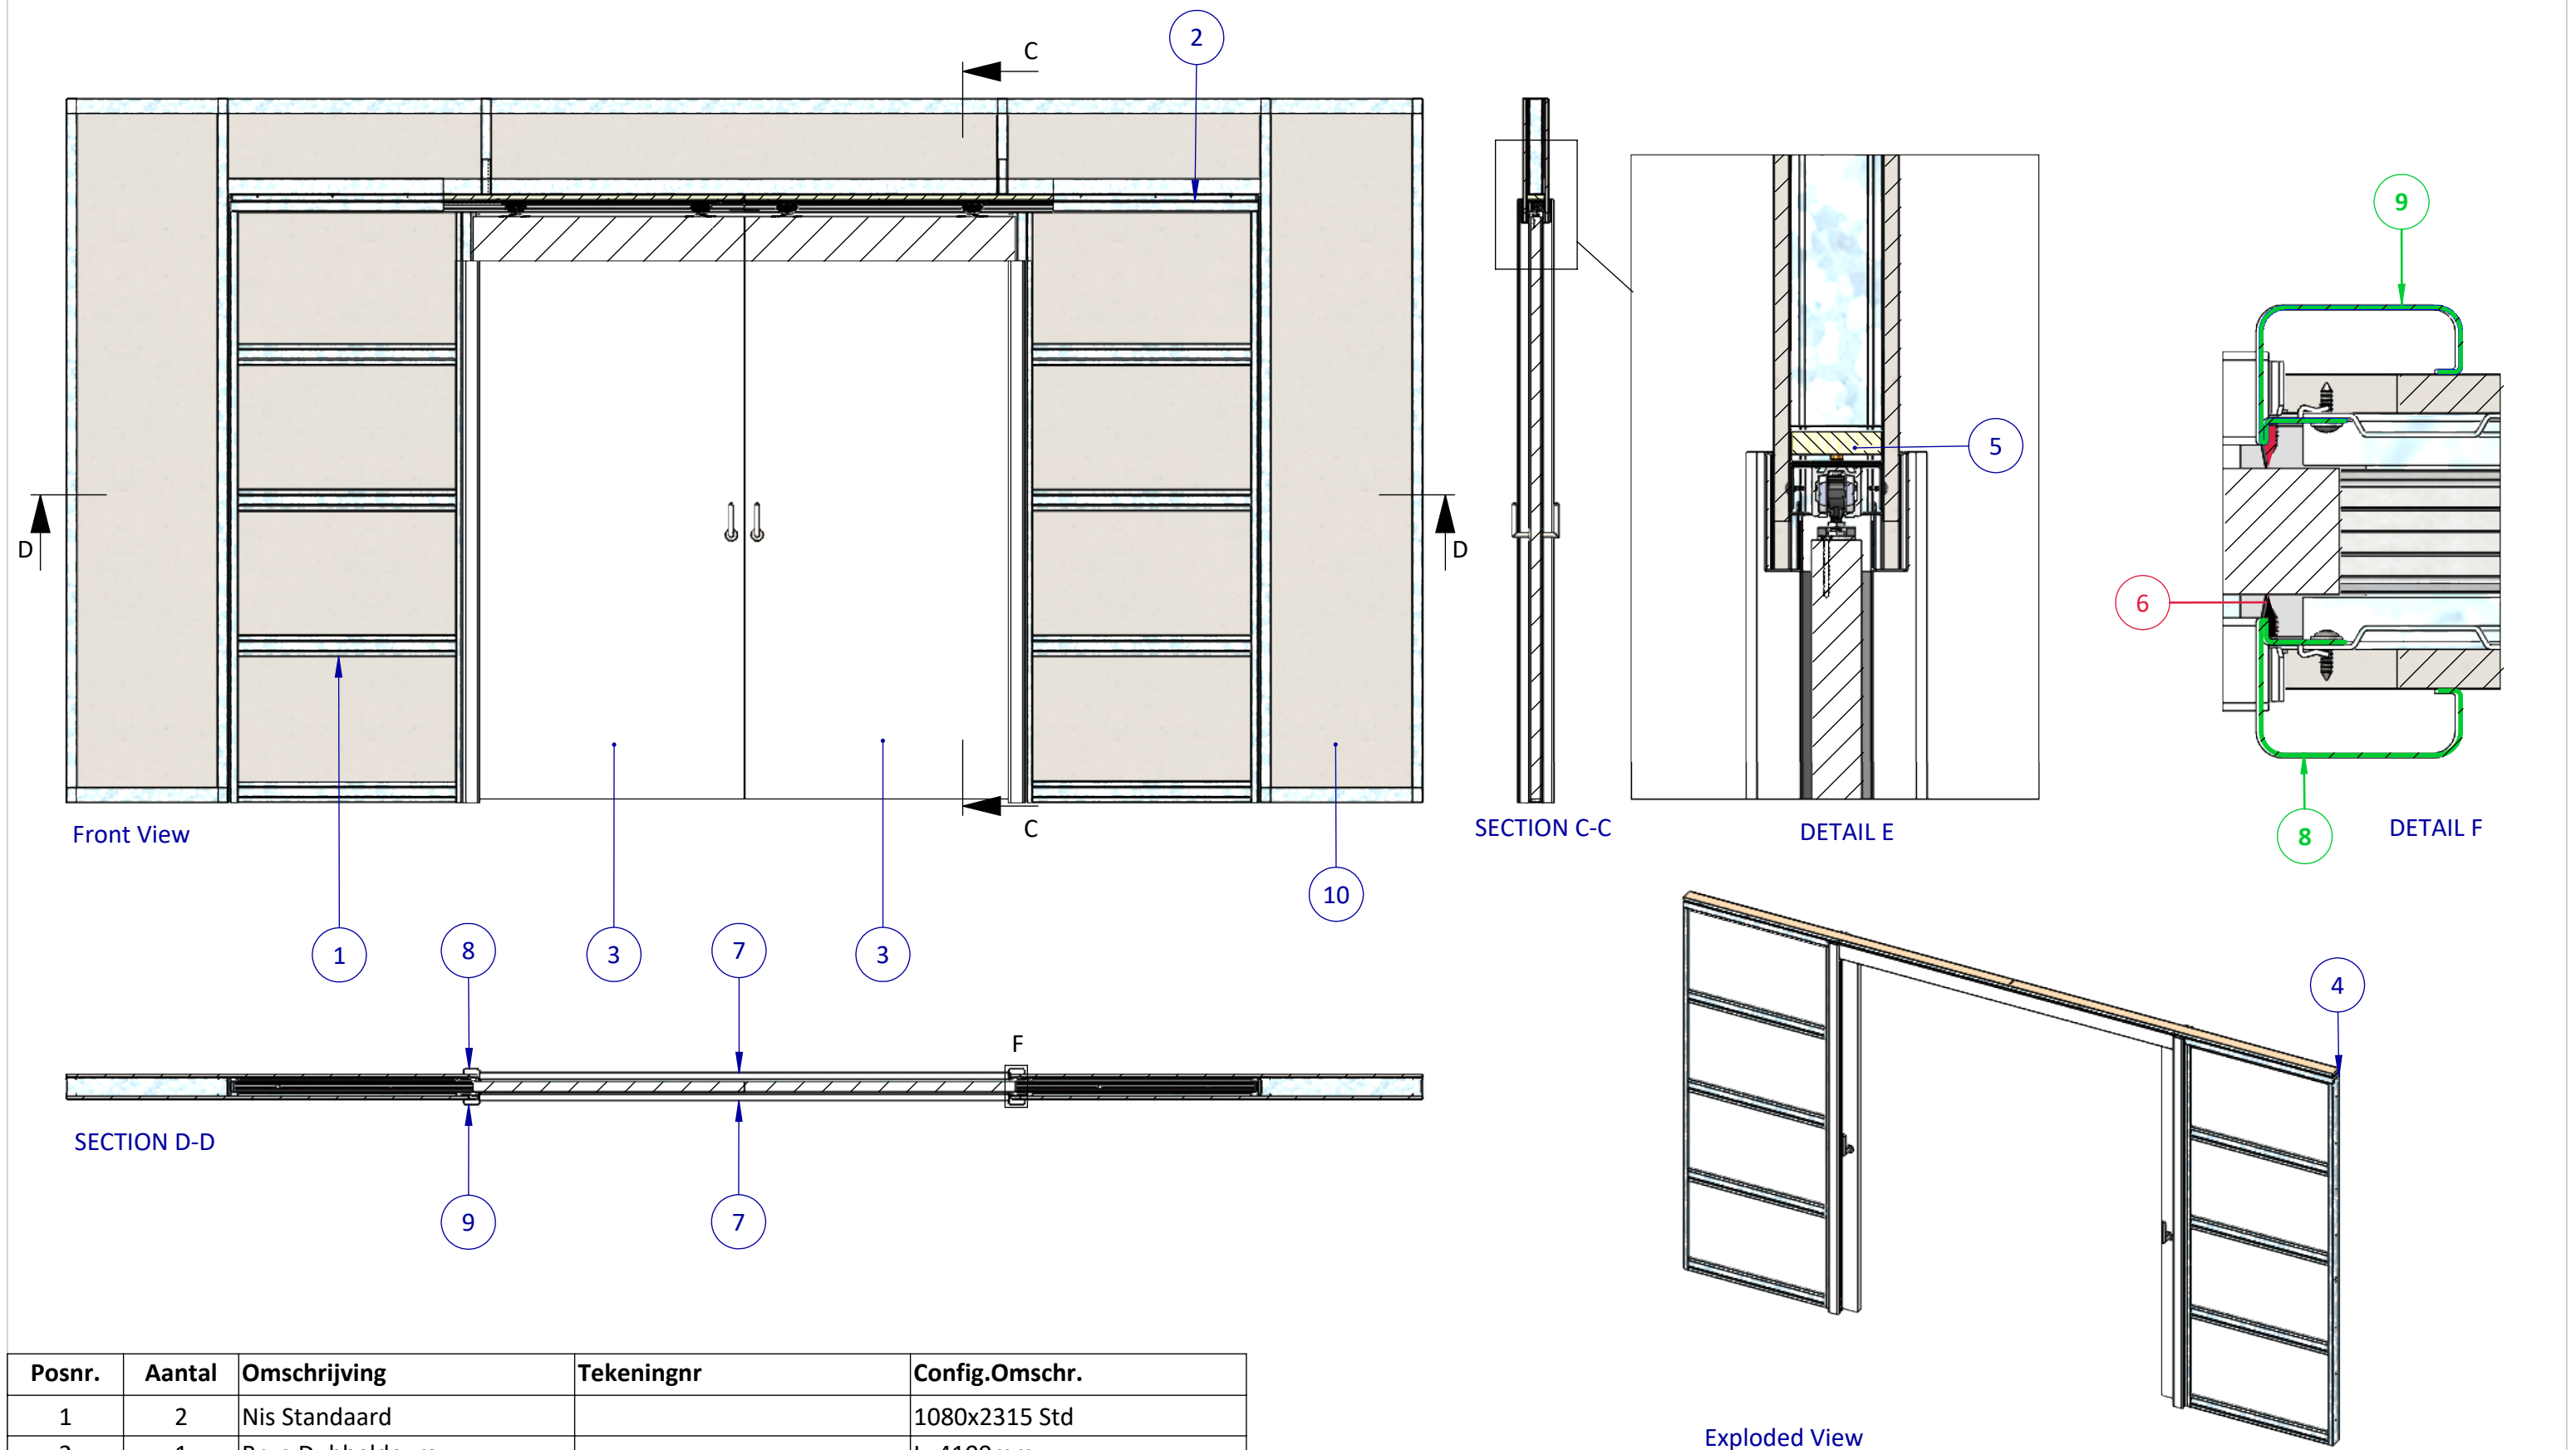 C
2
9
5
6
8
D
D
Front View
C
SECTION C-C
DETAIL E
DETAIL F
10
1
8
3
7
3
4
F
SECTION D-D
9
7
Exploded View
Posnr. Aantal Omschrijving Tekeningnr Config.Omschr.
1 2 Nis Standaard 1080x2315 Std